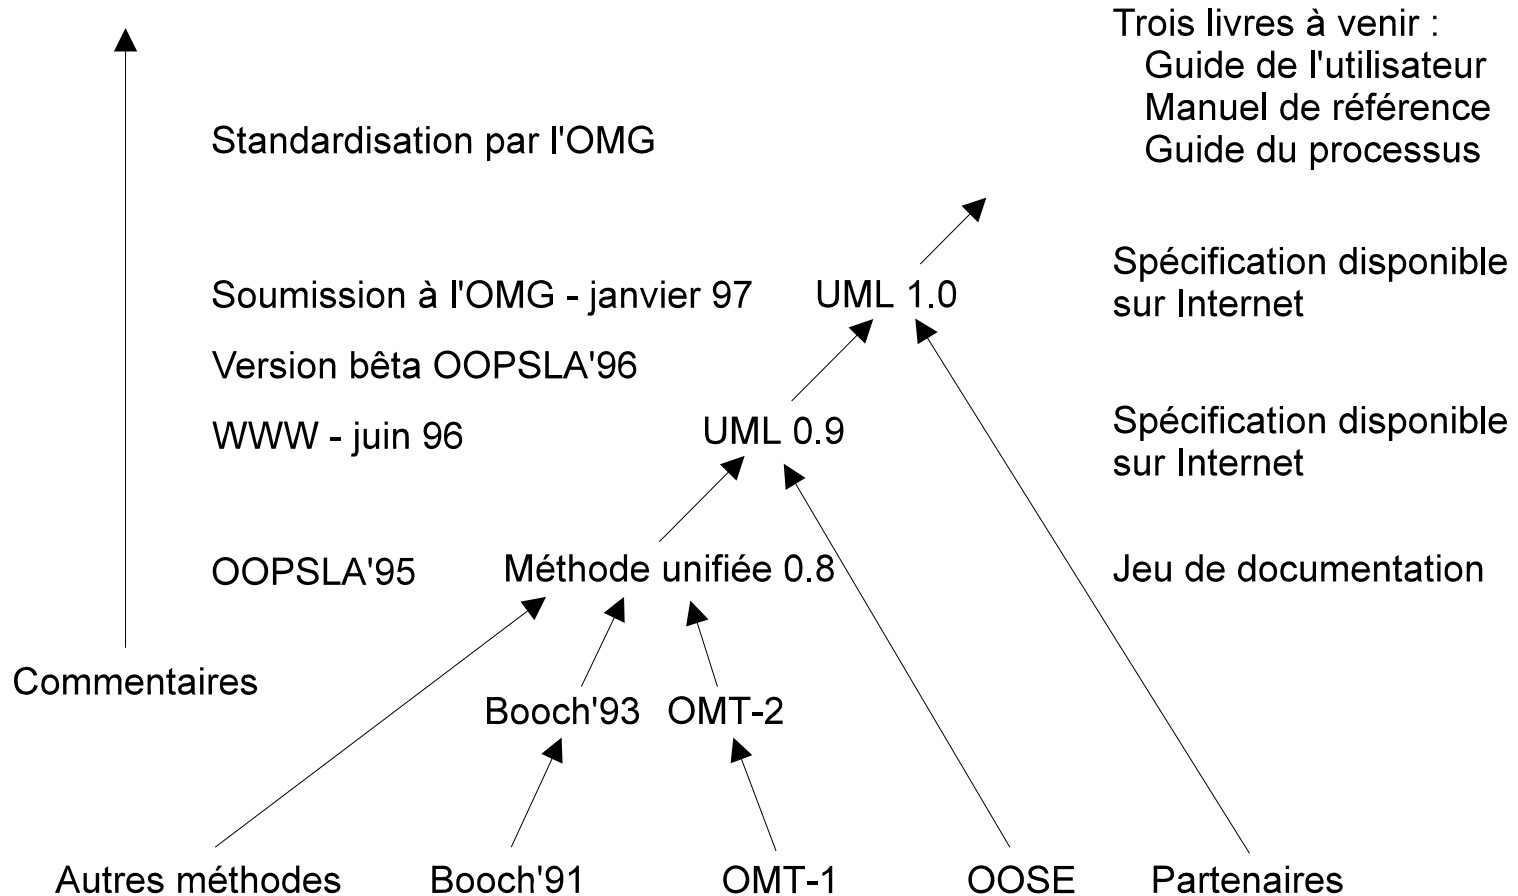 Trois livres à venir :
Guide de l'utilisateur
Manuel de référence
Guide du processus
Standardisation par l'OMG
Soumission à l'OMG - janvier 97
UML 1.0
Spécification disponible
sur Internet
Version bêta OOPSLA'96
WWW - juin 96
UML 0.9
Spécification disponible
sur Internet
OOPSLA'95
Méthode unifiée 0.8
Jeu de documentation
Commentaires
Booch'93
OMT-2
Autres méthodes
Booch'91
OMT-1
OOSE
Partenaires